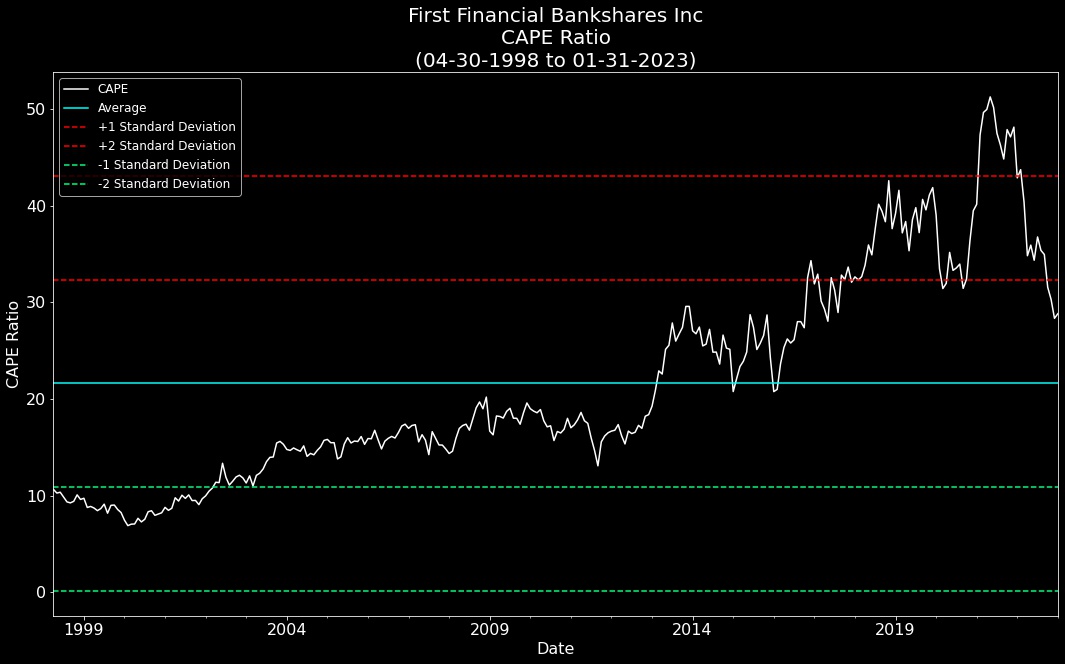 First Financial Bankshares Inc
CAPE Ratio
(04-30-1998 to 01-31-2023)
CAPE
Average
+1 Standard Deviation
+2 Standard Deviation
-1 Standard Deviation
-2 Standard Deviation
50
40
30
20
10
0
CAPE Ratio
1999 2004 2009 2014 2019
Date